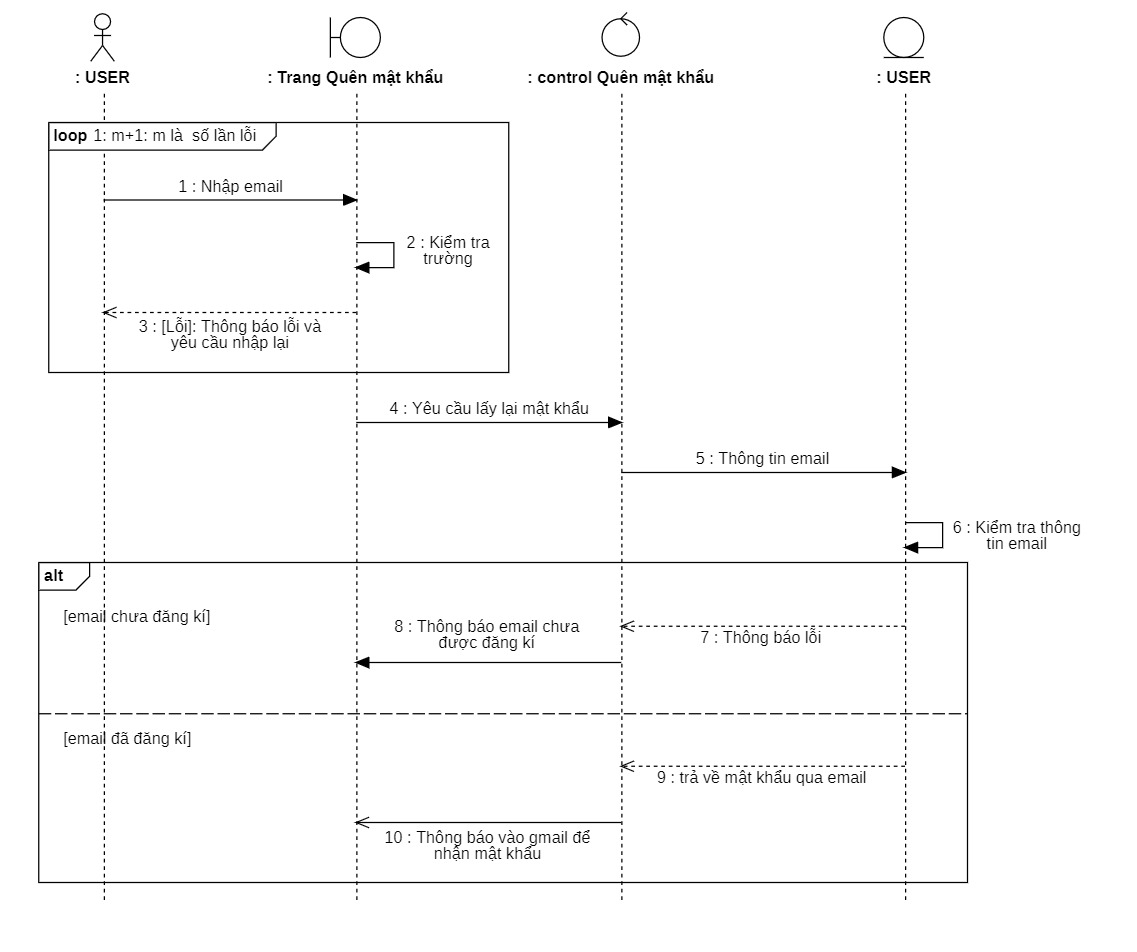 : USER
: Trang Quên mật khẩu
: control Quên mật khẩu
: USER
loop 1: m+1: m là  số lần lỗi
1 : Nhập email
2 : Kiểm tra
trường
3 : [Lỗi]: Thông báo lỗi và
yêu cầu nhập lại
4 : Yêu cầu lấy lại mật khẩu
5 : Thông tin email
6 : Kiểm tra thông
tin email
alt
[email chưa đăng kí]
7 : Thông báo lỗi
8 : Thông báo email chưa
được đăng kí
[email đã đăng kí]
9 : trả về mật khẩu qua email
10 : Thông báo vào gmail để
nhận mật khẩu